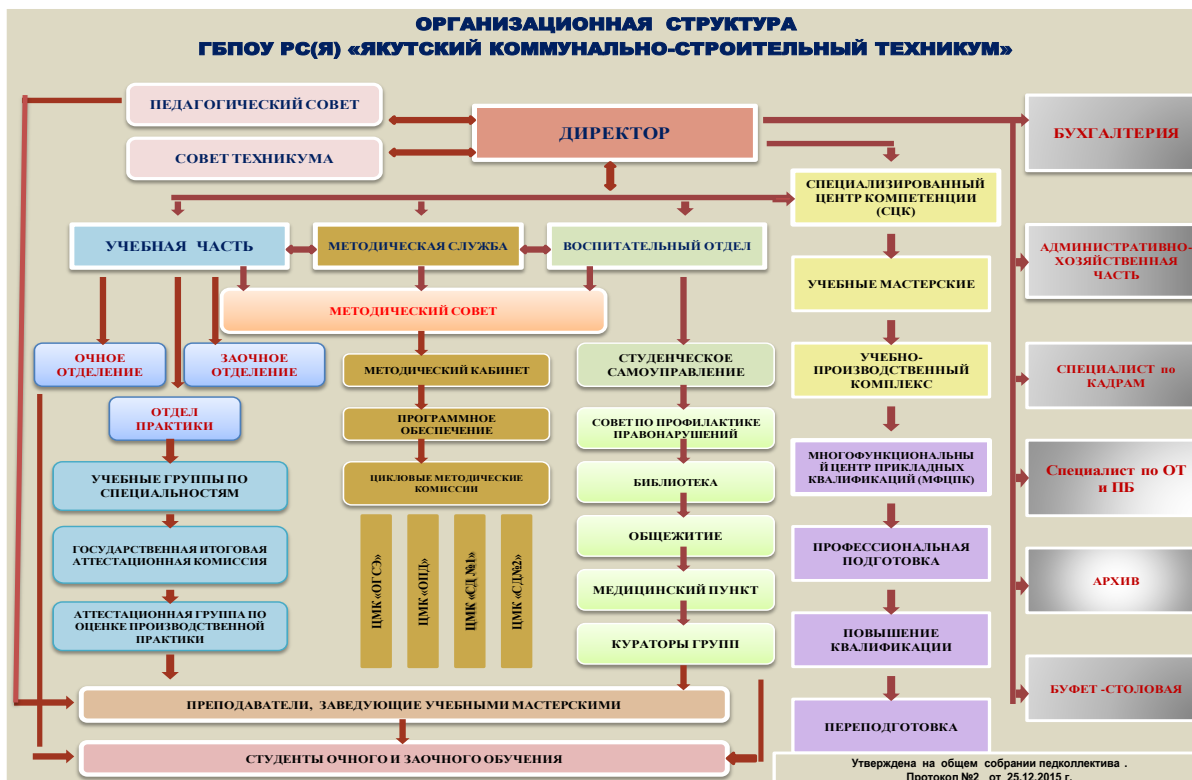 ОРГАНИЗАЦИОННАЯ СТРУКТУРА
ГБПОУ РС(Я) «ЯКУТСКИЙ КОММУНАЛЬНО-СТРОИТЕЛЬНЫЙ ТЕХНИКУМ»
ПЕДАГОГИЧЕСКИЙ СОВЕТ
СОВЕТ ТЕХНИКУМА
ДИРЕКТОР
УЧЕБНАЯ ЧАСТЬ
МЕТОДИЧЕСКАЯ СЛУЖБА
ВОСПИТАТЕЛЬНЫЙ ОТДЕЛ
МЕТОДИЧЕСКИЙ СОВЕТ
ОЧНОЕ
ОТДЕЛЕНИЕ
ЗАОЧНОЕ
ОТДЕЛЕНИЕ
ОТДЕЛ
ПРАКТИКИ
УЧЕБНЫЕ ГРУППЫ ПО
СПЕЦИАЛЬНОСТЯМ
ГОСУДАРСТВЕННАЯ ИТОГОВАЯ
АТТЕСТАЦИОННАЯ КОМИССИЯ
АТТЕСТАЦИОННАЯ ГРУППА ПО
ОЦЕНКЕ ПРОИЗВОДСТВЕННОЙ
ПРАКТИКИ
МЕТОДИЧЕСКИЙ КАБИНЕТ
ПРОГРАММНОЕ
ОБЕСПЕЧЕНИЕ
ЦИКЛОВЫЕ МЕТОДИЧЕСКИЕ
КОМИССИИ
ЦМК «ОГСЭ»
ЦМК «ОПД»
ЦМК «СД №1»
ЦМК «СД№2»
СТУДЕНЧЕСКОЕ
САМОУПРАВЛЕНИЕ
СОВЕТ ПО ПРОФИЛАКТИКЕ
ПРАВОНАРУШЕНИЙ
БИБЛИОТЕКА
ОБЩЕЖИТИЕ
МЕДИЦИНСКИЙ ПУНКТ
КУРАТОРЫ ГРУПП
ПРЕПОДАВАТЕЛИ, ЗАВЕДУЮЩИЕ УЧЕБНЫМИ МАСТЕРСКИМИ
СТУДЕНТЫ ОЧНОГО И ЗАОЧНОГО ОБУЧЕНИЯ
СПЕЦИАЛИЗИРОВАННЫЙ
ЦЕНТР КОМПЕТЕНЦИИ
(СЦК)
УЧЕБНЫЕ МАСТЕРСКИЕ
УЧЕБНО-
ПРОИЗВОДСТВЕННЫЙ
КОМПЛЕКС
МНОГОФУНКЦИОНАЛЬНЫ
Й ЦЕНТР ПРИКЛАДНЫХ
КВАЛИФИКАЦИЙ (МФЦПК)
ПРОФЕССИОНАЛЬНАЯ
ПОДГОТОВКА
ПОВЫШЕНИЕ
КВАЛИФИКАЦИИ
ПЕРЕПОДГОТОВКА
БУХГАЛТЕРИЯ
АДМИНИСТРАТИВНО-
ХОЗЯЙСТВЕННАЯ
ЧАСТЬ
СПЕЦИАЛИСТ по
КАДРАМ
Специалист по ОТ
и ПБ
АРХИВ
БУФЕТ -СТОЛОВАЯ
Утверждена на общем собрании педколлектива .
Протокол №2 от 25.12.2015 г.